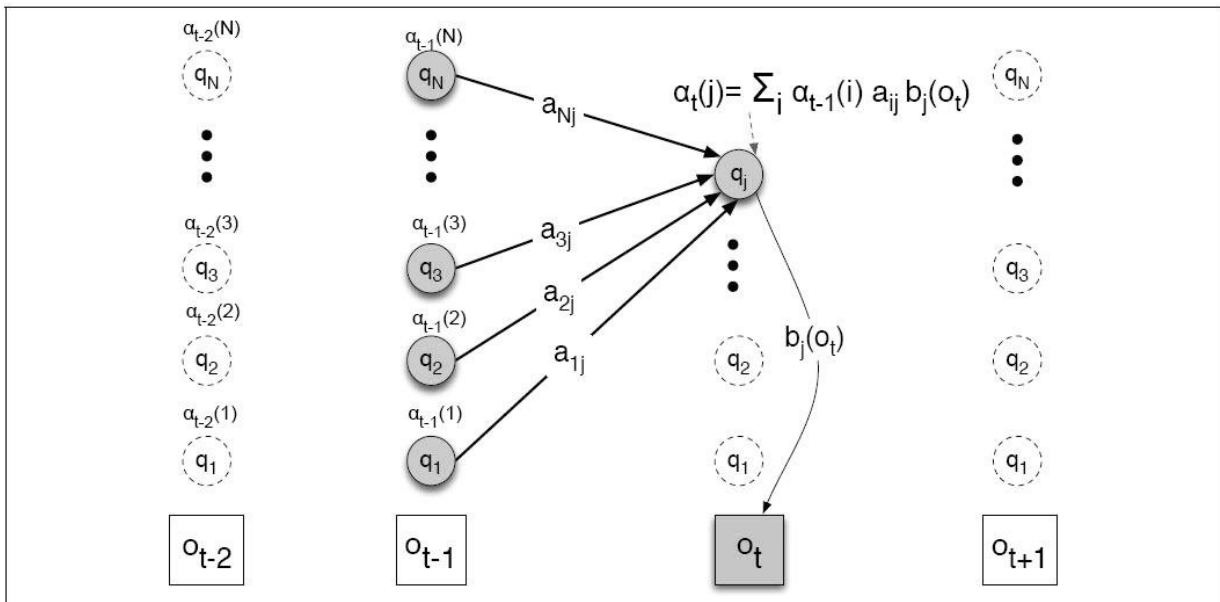 αt-2(N) αt-1(N)
qN qN αt(j)= Σi αt-1(i) aij bj(ot) qN
aNj
qj
αt-2(3) αt-1(3) a3j
q3 q3 q3
a2j
αt-2(2) αt-1(2) bj(ot)
q2 q2 a1j q2 q2
αt-2(1) αt-1(1)
q1 q1 q1 q1
ot-2 ot-1 ot ot+1